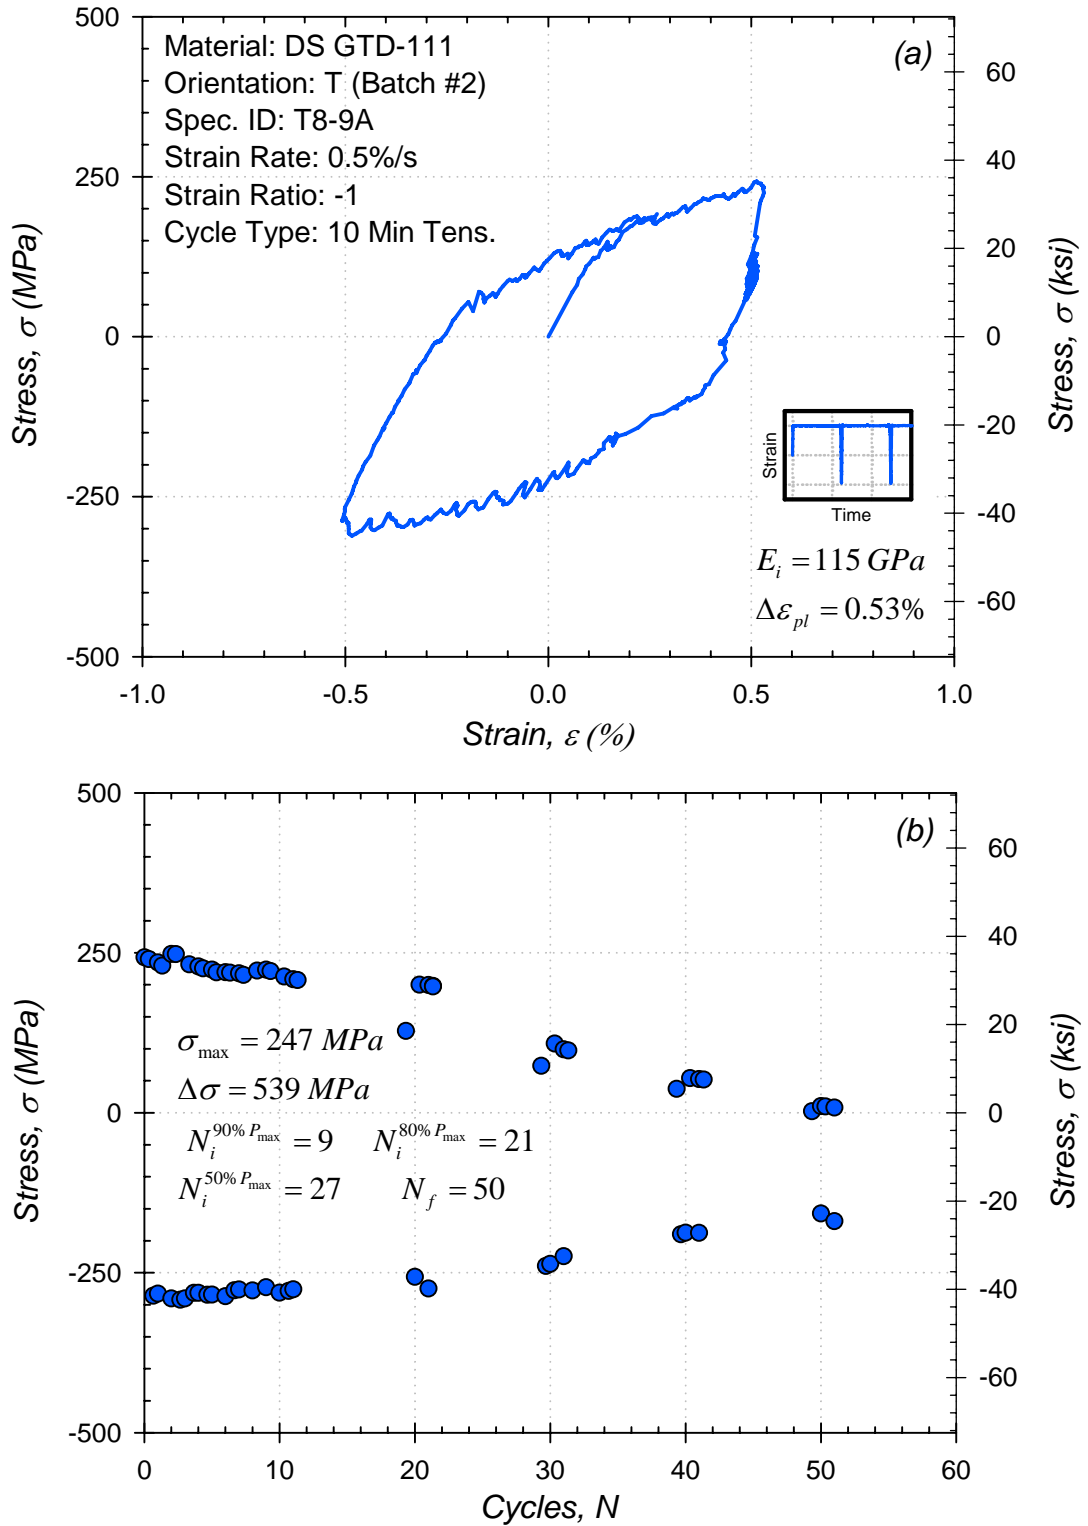 (a)
Material: DS GTD-111
Orientation: T (Batch #2)
Spec. ID: T8-9A
Strain Rate: 0.5%/s
Strain Ratio: -1
Cycle Type: 10 Min Tens.
500
250
0
-250
-500
Stress, σ (MPa)
60
40
20
0
-20
-40
-60
Stress, σ (ksi)
Strain
Time
E_i = 115 GPa
Δε_pl = 0.53%
-1.0 -0.5 0.0 0.5 1.0
Strain, ε (%)
(b)
500
250
0
-250
-500
Stress, σ (MPa)
60
40
20
0
-20
-40
-60
Stress, σ (ksi)
σ_max = 247 MPa
Δσ = 539 MPa
N_i^90% P_max = 9 N_i^80% P_max = 21
N_i^50% P_max = 27 N_f = 50
0 10 20 30 40 50 60
Cycles, N